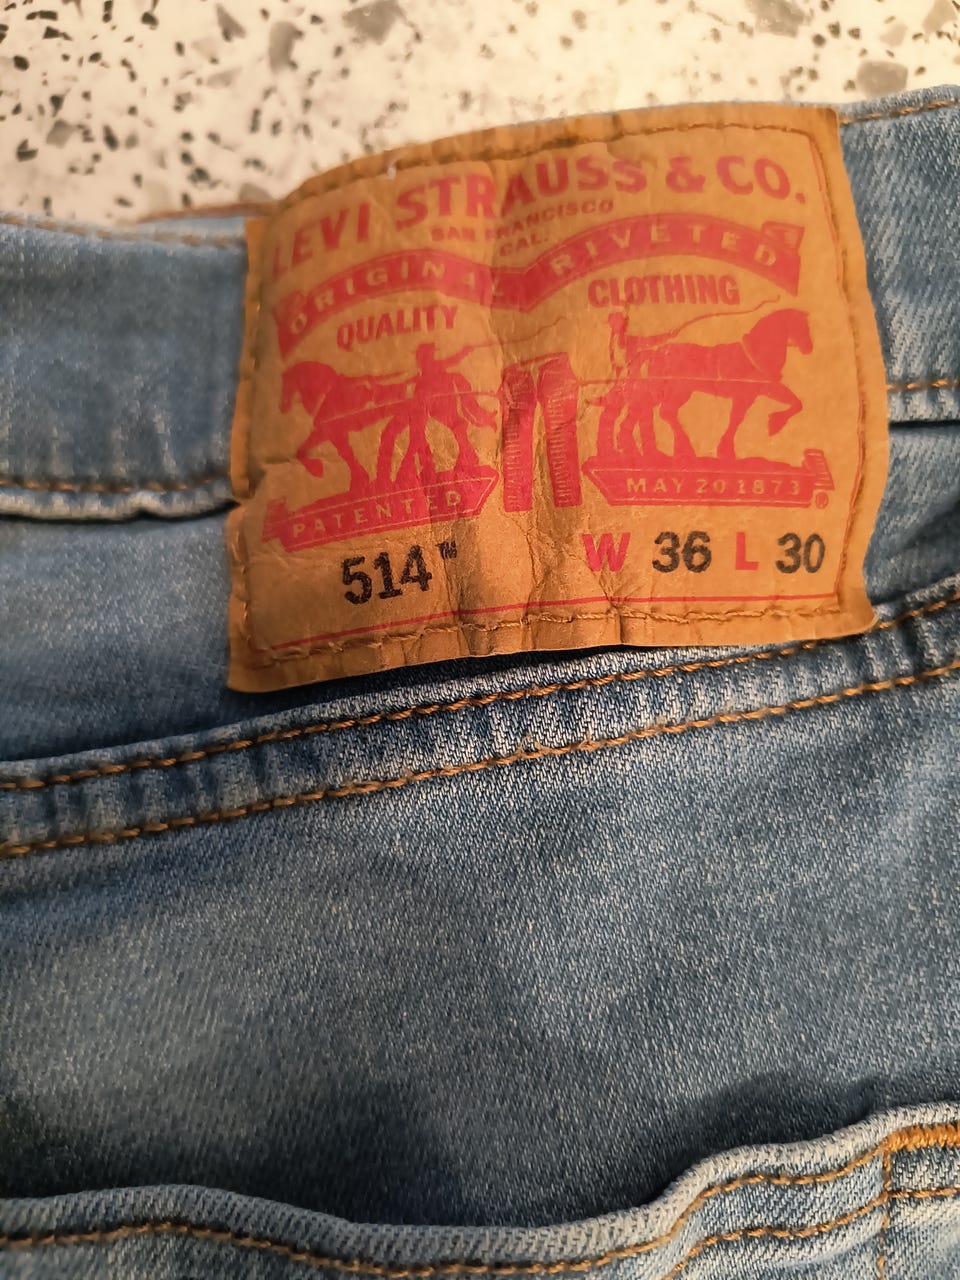 LEVI STRAUSS & CO.
SAN FRANCISCO
CAL.
ORIGINAL RIVETED
QUALITY CLOTHING
PATENTED MAY 20 1873 ®
514™ W 36 L 30